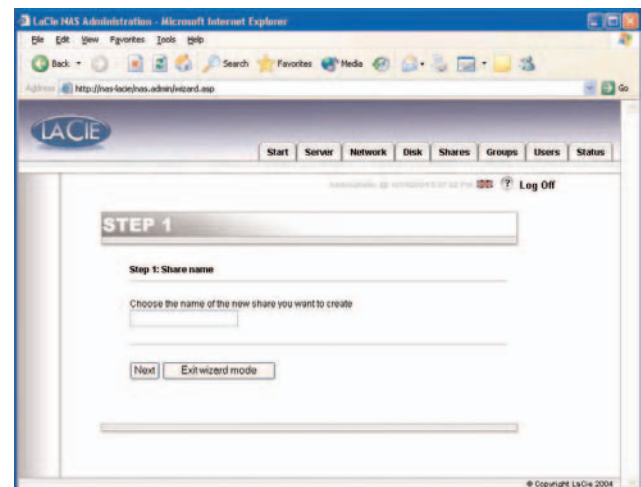 LaCie NAS Administration - Microsoft Internet Explorer
File Edit View Favorites Tools Help
Back Search Favorites Media
Address http://nas-lacie/nas.admin/wizard.asp Go
LACIE
Start Server Network Disk Shares Groups Users Status
? Log Off
STEP 1
Step 1: Share name
Choose the name of the new share you want to create
Next Exit wizerd mode
© Copyright LaCie 2004